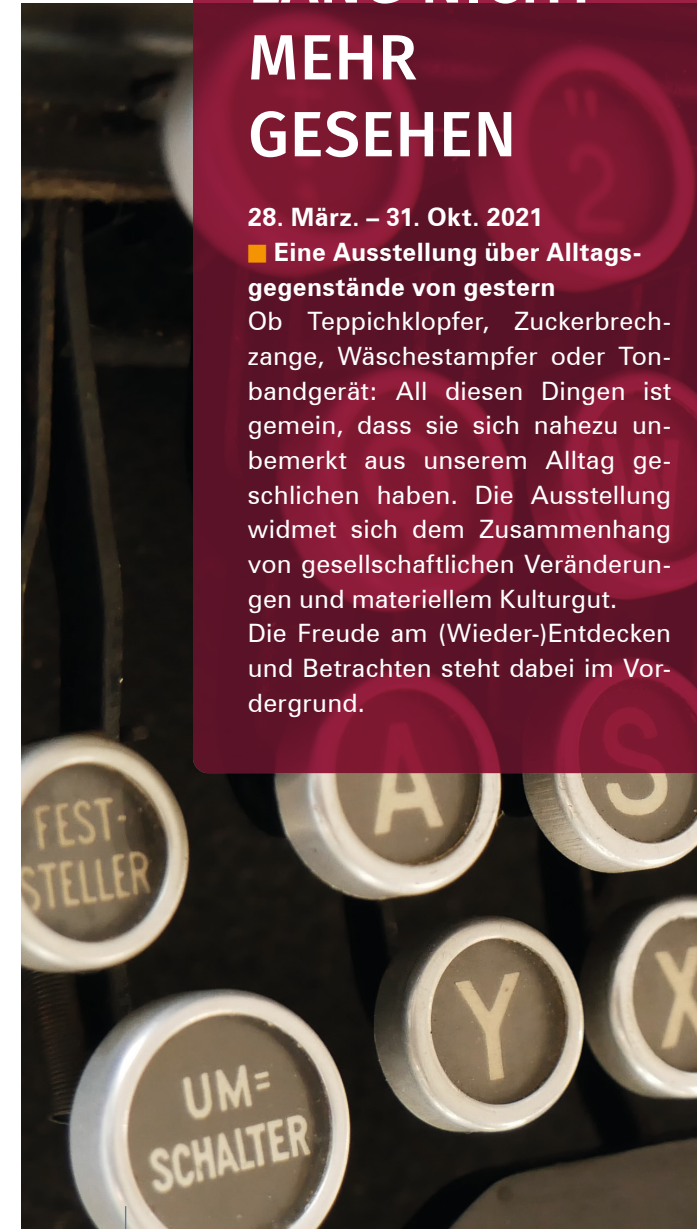 LANG NICHT
MEHR
GESEHEN
28. März. – 31. Okt. 2021
Eine Ausstellung über Alltags-
gegenstände von gestern
Ob Teppichklopfer, Zuckerbrech-
zange, Wäschestampfer oder Ton-
bandgerät: All diesen Dingen ist
gemein, dass sie sich nahezu un-
bemerkt aus unserem Alltag ge-
schlichen haben. Die Ausstellung
widmet sich dem Zusammenhang
von gesellschaftlichen Veränderun-
gen und materiellem Kulturgut.
Die Freude am (Wieder-)Entdecken
und Betrachten steht dabei im Vor-
dergrund.
"
2
Q
W
A
S
FEST-
STELLER
Y
X
UM=
SCHALTER